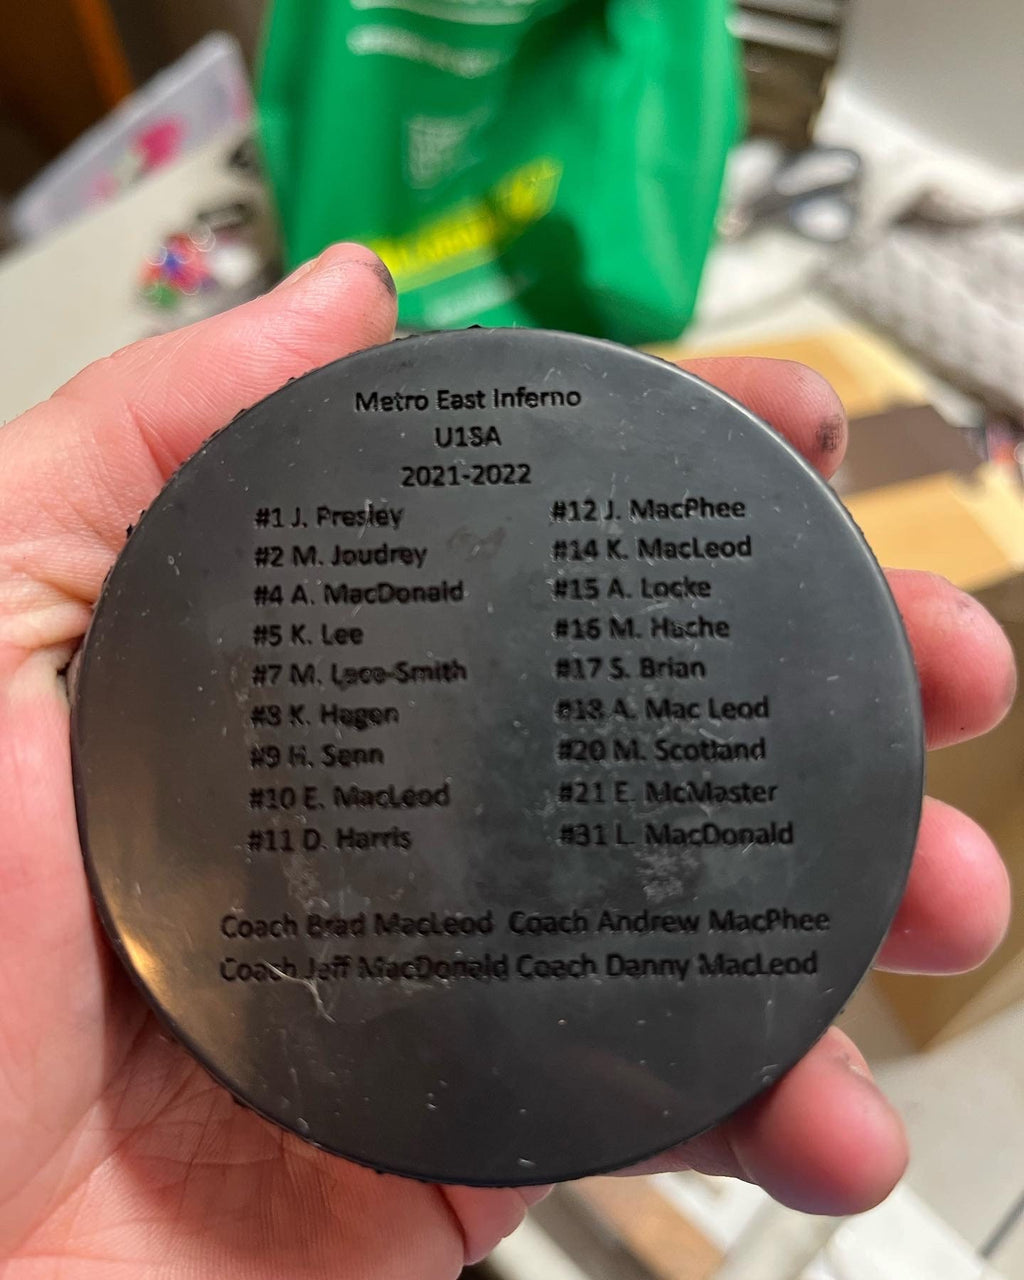 Metro East Inferno
U15A
2021-2022
#1 J. Presley
#2 M. Joudrey
#4 A. MacDonald
#5 K. Lee
#7 M. Lace-Smith
#8 K.
#9 H. Senn
#10 E. MacLeod
#11 D. Harris
#12 J. MacPhee
#14 K. MacLeod
#15 A. Locke
#16 M. Hache
#17 S. Brian
#18 A. Mac Leod
#20 M. Scotland
#21 E. McMaster
#31 L. MacDonald
Coach Brad MacLeod Coach Andrew MacPhee
Coach Jeff MacDonald Coach Danny MacLeod